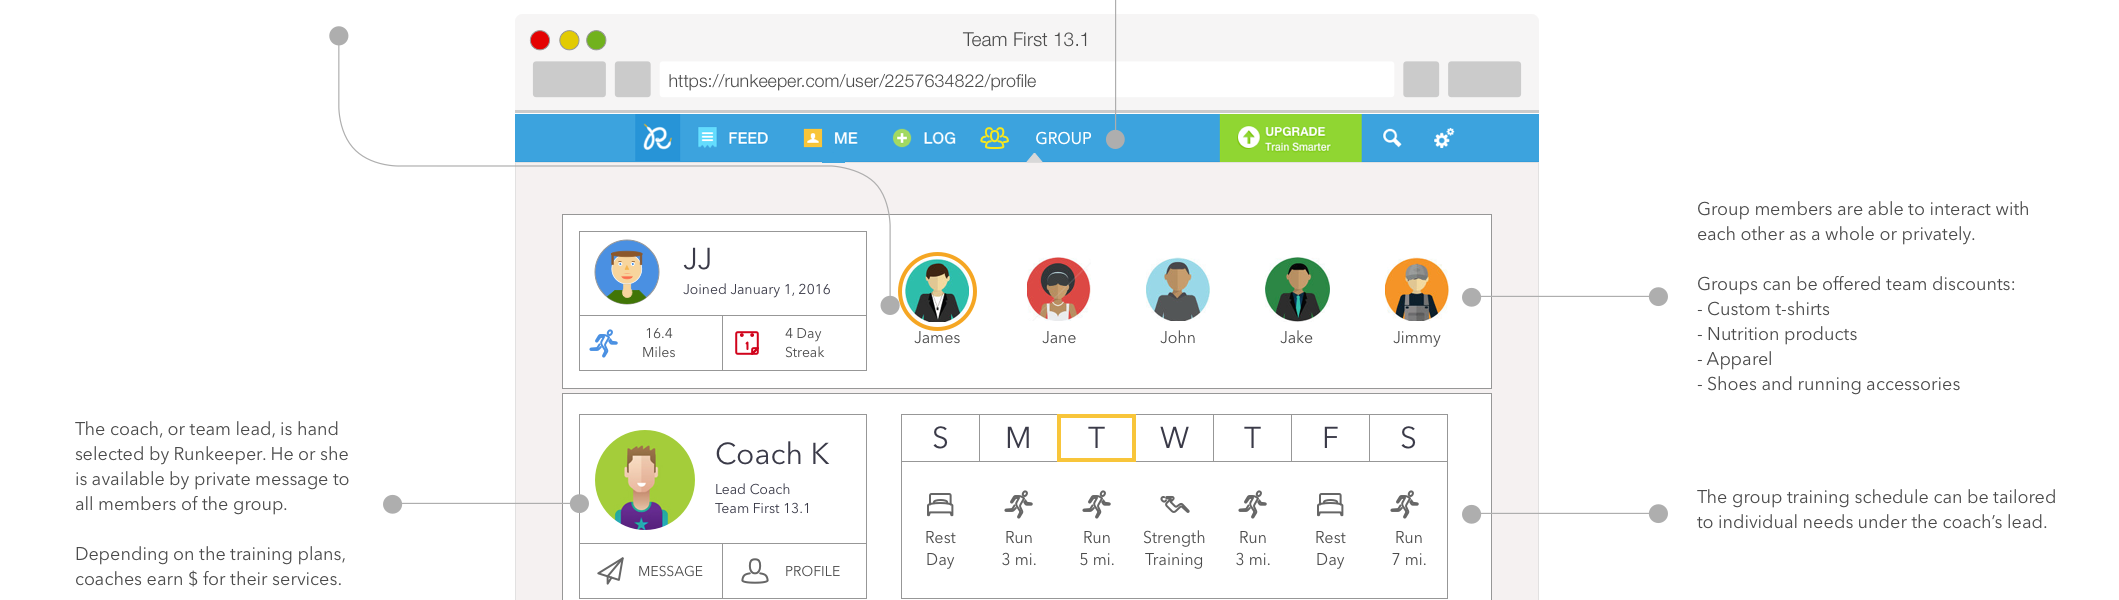 Team First 13.1
https://runkeeper.com/user/2257634822/profile
FEED
ME
LOG
GROUP
UPGRADE
Train Smarter
JJ
Joined January 1, 2016
16.4
Miles
1
4 Day
Streak
James
Jane
John
Jake
Jimmy
Group members are able to interact with
each other as a whole or privately.
Groups can be offered team discounts:
- Custom t-shirts
- Nutrition products
- Apparel
- Shoes and running accessories
The coach, or team lead, is hand
selected by Runkeeper. He or she
is available by private message to
all members of the group.
Depending on the training plans,
coaches earn $ for their services.
Coach K
Lead Coach
Team First 13.1
MESSAGE
PROFILE
S M T W T F S
Rest
Day
Run
3 mi.
Run
5 mi.
Strength
Training
Run
3 mi.
Rest
Day
Run
7 mi.
The group training schedule can be tailored
to individual needs under the coach's lead.